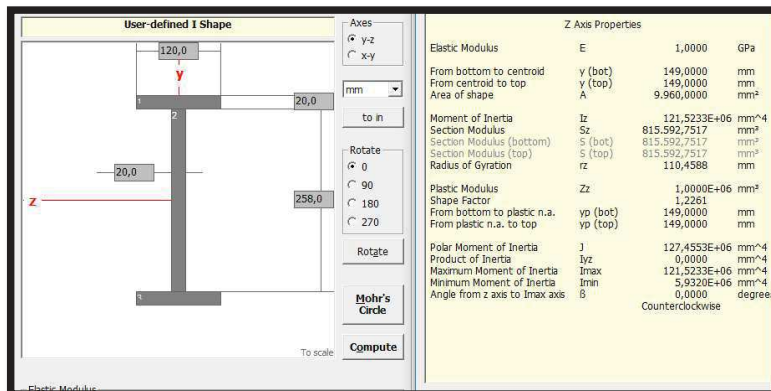 User-defined I Shape
120,0
y
1
20,0
2
20,0
z
258,0
3
To scale
Elastic Modulus
Axes
y-z
x-y
mm
to in
Rotate
0
90
180
270
Rotate
Mohr's
Circle
Compute
Z Axis Properties
Elastic Modulus E 1,0000 GPa
From bottom to centroid y (bot) 149,0000 mm
From centroid to top y (top) 149,0000 mm
Area of shape A 9.960,0000 mm²
Moment of Inertia Iz 121,5233E+06 mm^4
Section Modulus Sz 815.592,7517 mm³
Section Modulus (bottom) S (bot) 815.592,7517 mm³
Section Modulus (top) S (top) 815.592,7517 mm³
Radius of Gyration rz 110,4588 mm
Plastic Modulus Zz 1,0000E+06 mm³
Shape Factor 1,2261
From bottom to plastic n.a. yp (bot) 149,0000 mm
From plastic n.a. to top yp (top) 149,0000 mm
Polar Moment of Inertia J 127,4553E+06 mm^4
Product of Inertia Iyz 0,0000 mm^4
Maximum Moment of Inertia Imax 121,5233E+06 mm^4
Minimum Moment of Inertia Imin 5,9320E+06 mm^4
Angle from z axis to Imax axis ß 0,0000 degree
Counterclockwise